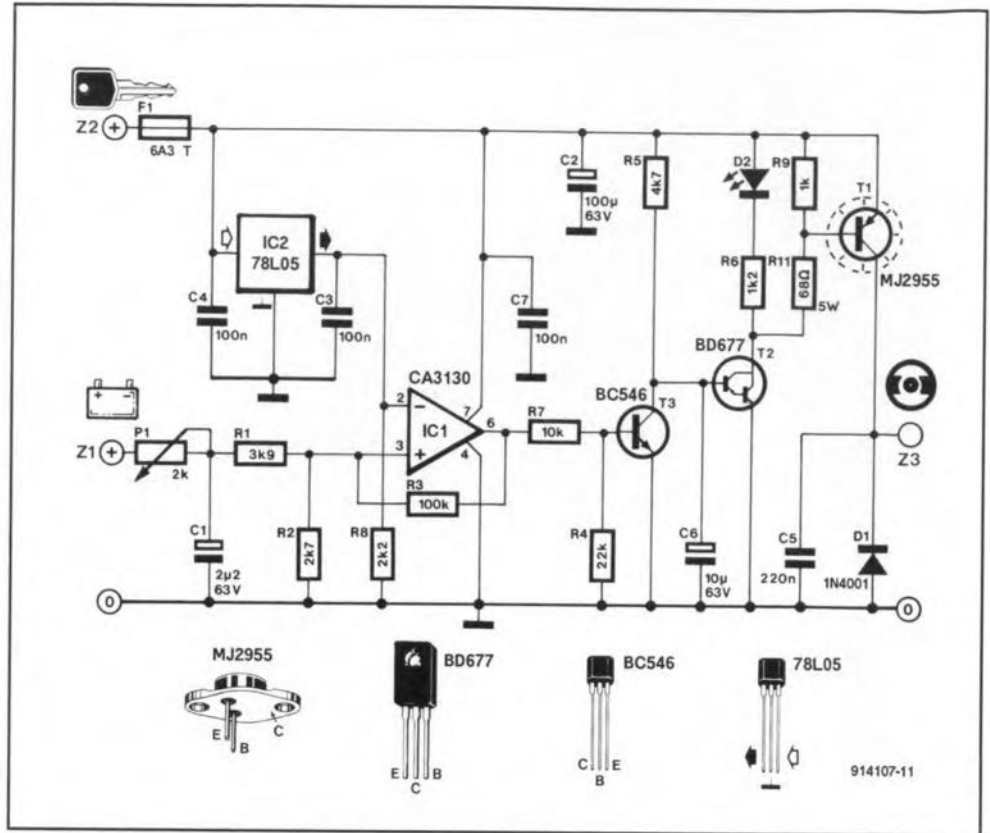 F1
Z2
+
6A3 T
C2
100µ
63V
R5
4k7
D2
R9
1k
T1
IC2
78L05
R6
1k2
R11
68Ω
5W
MJ2955
C4
100n
C3
100n
C7
100n
BD677
T2
+ -
CA3130
BC546
T3
2
-
7
IC1
6
3
+
4
R7
10k
P1
Z1
+
2k
R1
3k9
R3
100k
Z3
C1
2µ2
63V
R2
2k7
R8
2k2
R4
22k
C6
10µ
63V
C5
220n
D1
1N4001
0
0
MJ2955
E
B
C
BD677
E
C
B
BC546
C
B
E
78L05
914107-11